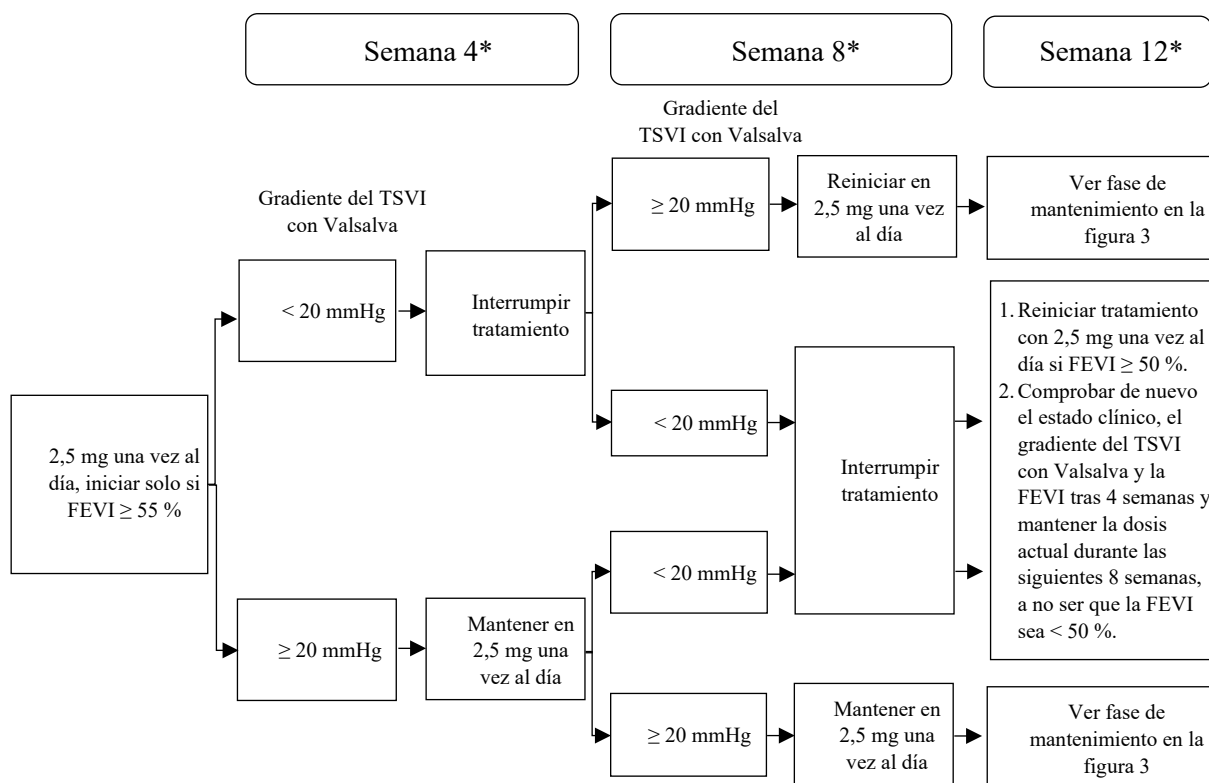 Semana 4*
Semana 8*
Semana 12*
Gradiente del TSVI
con Valsalva
< 20 mmHg
Interrumpir
tratamiento
2,5 mg una vez al
día, iniciar solo si
FEVI ≥ 55 %
≥ 20 mmHg
Mantener en
2,5 mg una
vez al día
Gradiente del
TSVI con Valsalva
≥ 20 mmHg
Reiniciar en
2,5 mg una vez
al día
Ver fase de
mantenimiento en la
figura 3
< 20 mmHg
< 20 mmHg
Interrumpir
tratamiento
1. Reiniciar tratamiento
con 2,5 mg una vez al
día si FEVI ≥ 50 %.
2. Comprobar de nuevo
el estado clínico, el
gradiente del TSVI
con Valsalva y la
FEVI tras 4 semanas y
mantener la dosis
actual durante las
siguientes 8 semanas,
a no ser que la FEVI
sea < 50 %.
≥ 20 mmHg
Mantener en
2,5 mg una
vez al día
Ver fase de
mantenimiento en la
figura 3